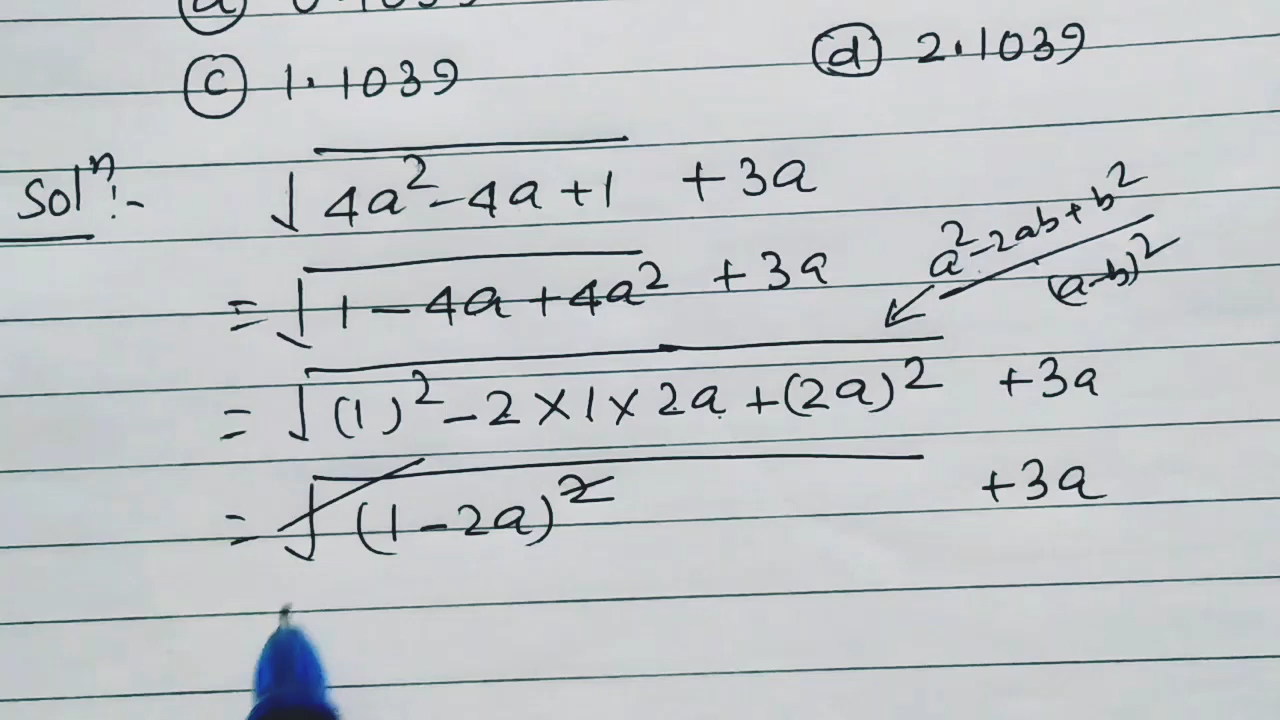 (c) 1.1039 (d) 2.1039
Solⁿ:- √4a²-4a+1 +3a
= √1-4a+4a² +3a
a²-2ab+b²
(a-b)²
= √(1)²-2×1×2a+(2a)² +3a
= √(1-2a)² +3a